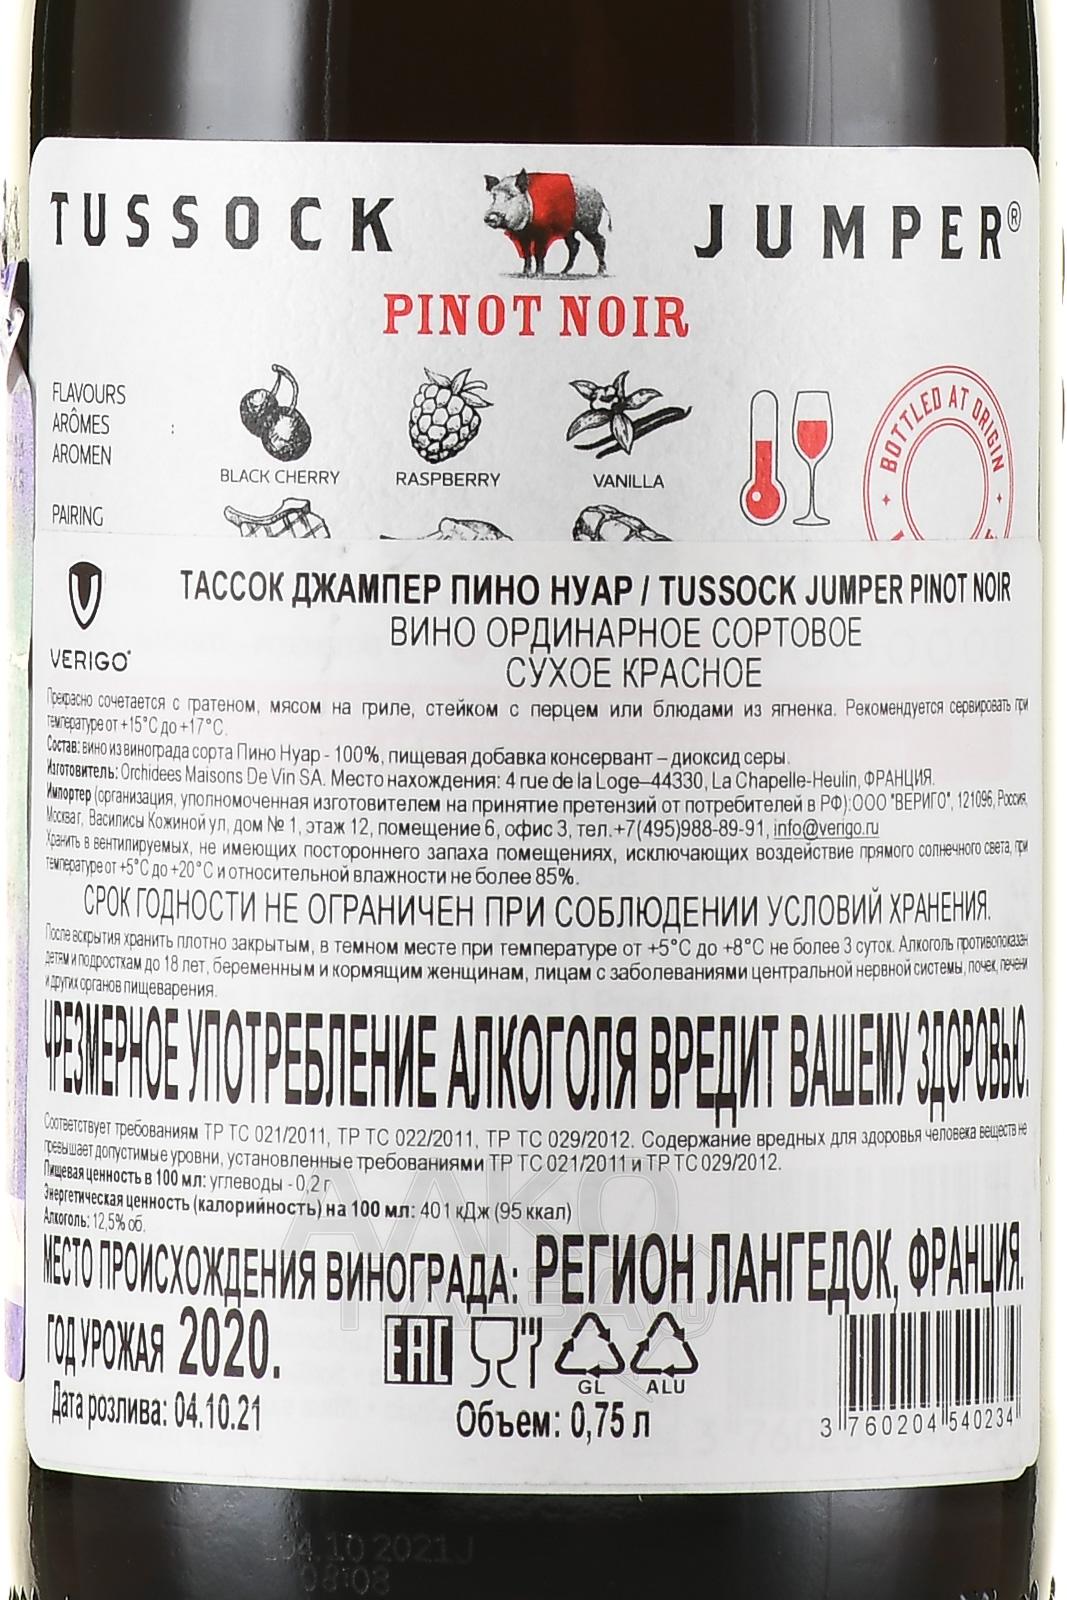 TUSSOCK JUMPER®
PINOT NOIR
FLAVOURS
ARÔMES
AROMEN
BLACK CHERRY RASPBERRY VANILLA
BOTTLED AT ORIGIN
PAIRING
VERIGO
ТАССОК ДЖАМПЕР ПИНО НУАР / TUSSOCK JUMPER PINOT NOIR
ВИНО ОРДИНАРНОЕ СОРТОВОЕ
СУХОЕ КРАСНОЕ
Прекрасно сочетается с гратеном, мясом на гриле, стейком с перцем или блюдами из ягненка. Рекомендуется сервировать при
температуре от +15°C до +17°C.
Состав: вино из винограда сорта Пино Нуар - 100%, пищевая добавка консервант – диоксид серы.
Изготовитель: Orchidees Maisons De Vin SA. Место нахождения: 4 rue de la Loge–44330, La Chapelle-Heulin, ФРАНЦИЯ.
Импортер (организация, уполномоченная изготовителем на принятие претензий от потребителей в РФ): ООО "ВЕРИГО", 121096, Россия,
Москва г, Василисы Кожиной ул, дом № 1, этаж 12, помещение 6, офис 3, тел.+7(495)988-89-91, info@verigo.ru
Хранить в вентилируемых, не имеющих постороннего запаха помещениях, исключающих воздействие прямого солнечного света, при
температуре от +5°C до +20°C и относительной влажности не более 85%.
СРОК ГОДНОСТИ НЕ ОГРАНИЧЕН ПРИ СОБЛЮДЕНИИ УСЛОВИЙ ХРАНЕНИЯ.
После вскрытия хранить плотно закрытым, в темном месте при температуре от +5°C до +8°C не более 3 суток. Алкоголь противопоказан
детям и подросткам до 18 лет, беременным и кормящим женщинам, лицам с заболеваниями центральной нервной системы, почек, печени
и других органов пищеварения.
ЧРЕЗМЕРНОЕ УПОТРЕБЛЕНИЕ АЛКОГОЛЯ ВРЕДИТ ВАШЕМУ ЗДОРОВЬЮ.
Соответствует требованиям ТР ТС 021/2011, ТР ТС 022/2011, ТР ТС 029/2012. Содержание вредных для здоровья человека веществ не
превышает допустимые уровни, установленные требованиями ТР ТС 021/2011 и ТР ТС 029/2012.
Пищевая ценность в 100 мл: углеводы - 0,2 г
Энергетическая ценность (калорийность) на 100 мл: 401 кДж (95 ккал)
Алкоголь: 12,5% об.
МЕСТО ПРОИСХОЖДЕНИЯ ВИНОГРАДА: РЕГИОН ЛАНГЕДОК, ФРАНЦИЯ.
ГОД УРОЖАЯ 2020.
EAC
GL ALU
Дата розлива: 04.10.21
Объем: 0,75 л
3 760204 540234
04.10 2021
08:08